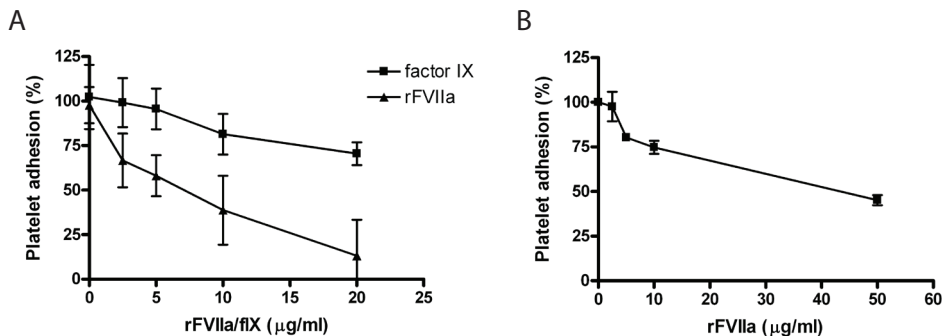 A
Platelet adhesion (%)
125
100
75
50
25
0
0 5 10 15 20 25
rFVIIa/fIX (μg/ml)
factor IX
rFVIIa
B
Platelet adhesion (%)
125
100
75
50
25
0
0 10 20 30 40 50 60
rFVIIa (μg/ml)